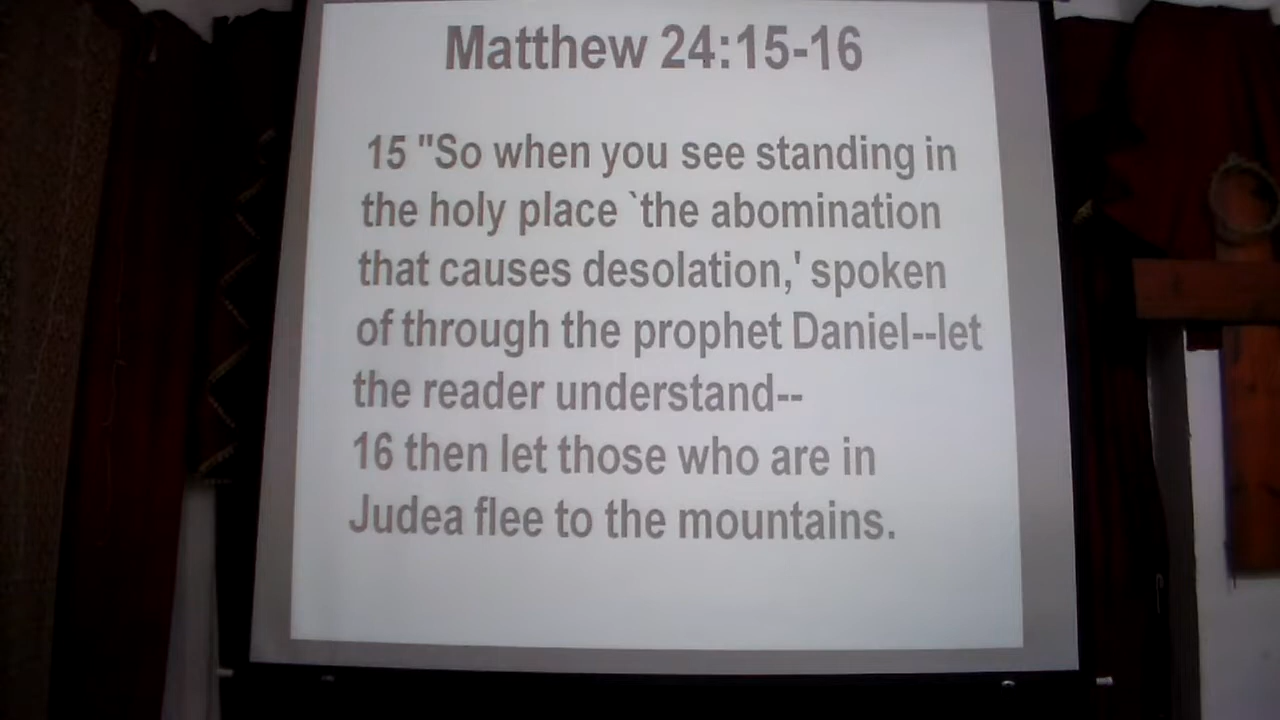 Matthew 24:15-16
15 "So when you see standing in
the holy place `the abomination
that causes desolation,' spoken
of through the prophet Daniel--let
the reader understand--
16 then let those who are in
Judea flee to the mountains.